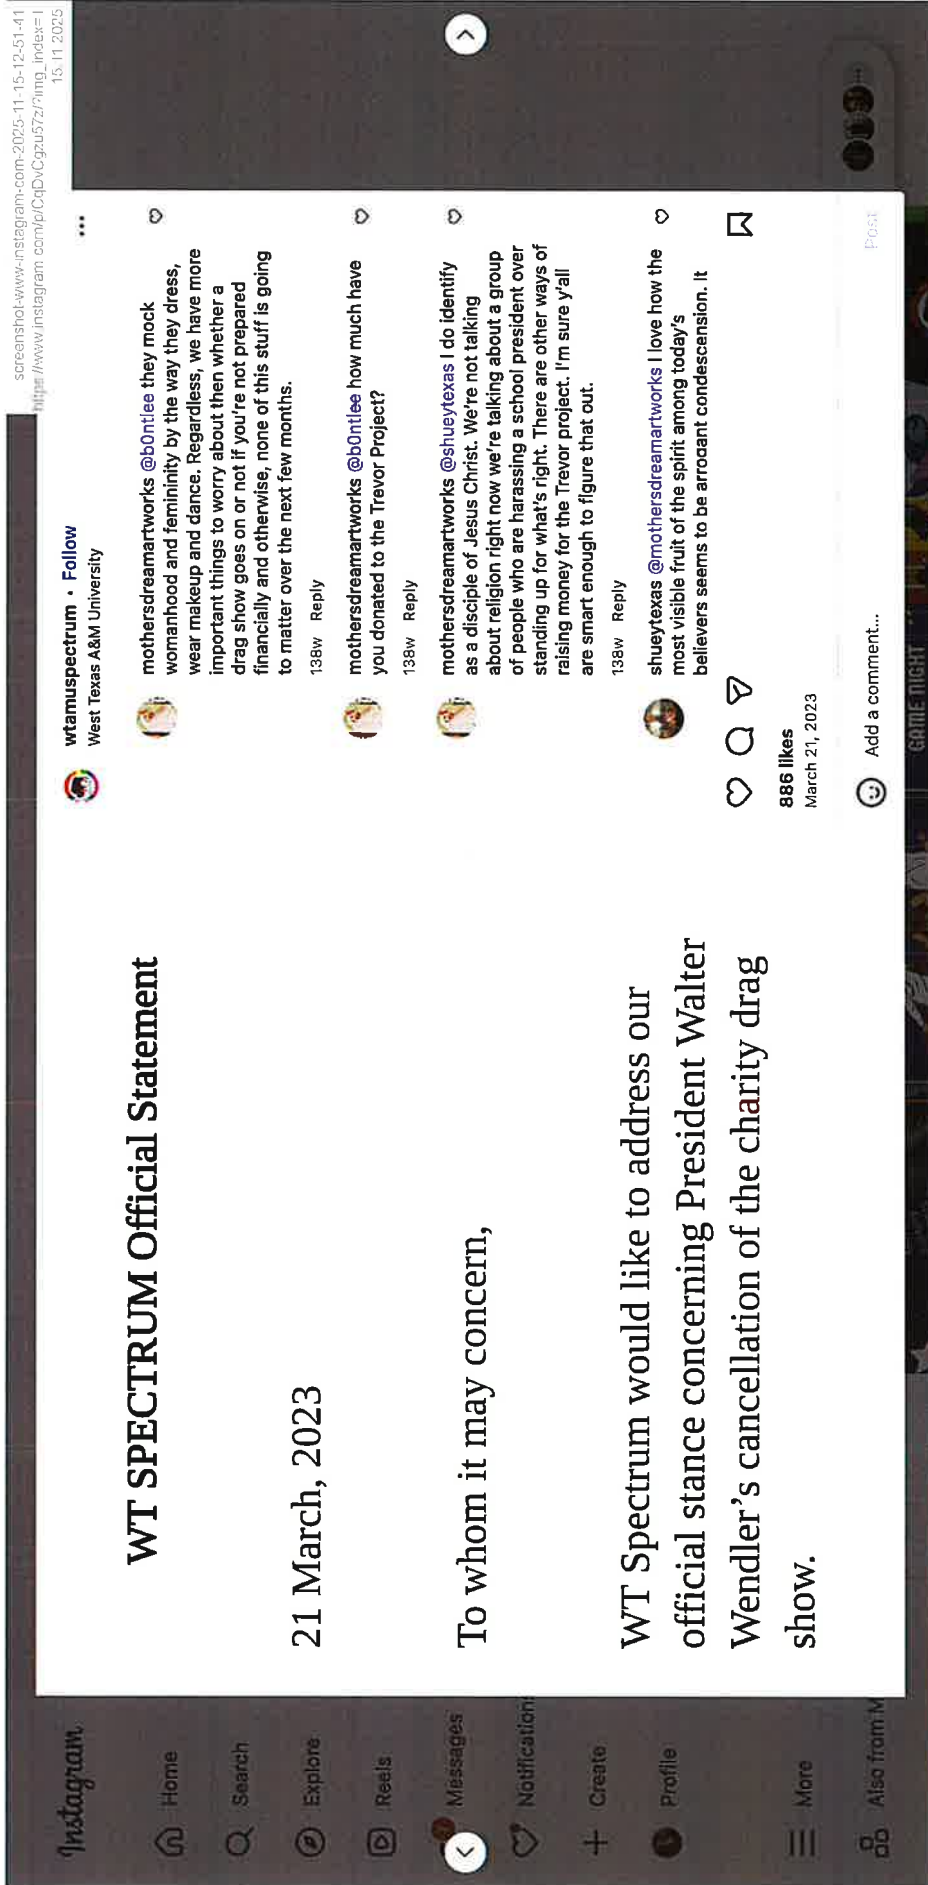 screenshot-www-instagram-com-2025-11-15-12-51-41
https://www.instagram.com/p/CqDvCgzu57z/?img_index=1
15.11.2025
Instagram
Home
Search
Explore
Reels
Messages
Notifications
Create
Profile
More
Also from M
WT SPECTRUM Official Statement
21 March, 2023
To whom it may concern,
WT Spectrum would like to address our
official stance concerning President Walter
Wendler’s cancellation of the charity drag
show.
wtamuspectrum • Follow
West Texas A&M University
mothersdreamartworks @b0ntlee they mock
womanhood and femininity by the way they dress,
wear makeup and dance. Regardless, we have more
important things to worry about then whether a
drag show goes on or not if you're not prepared
financially and otherwise, none of this stuff is going
to matter over the next few months.
138w Reply
mothersdreamartworks @b0ntlee how much have
you donated to the Trevor Project?
138w Reply
mothersdreamartworks @shueytexas I do identify
as a disciple of Jesus Christ. We're not talking
about religion right now we're talking about a group
of people who are harassing a school president over
standing up for what's right. There are other ways of
raising money for the Trevor project. I'm sure y'all
are smart enough to figure that out.
138w Reply
shueytexas @mothersdreamartworks I love how the
most visible fruit of the spirit among today's
believers seems to be arrogant condescension. It
886 likes
March 21, 2023
Add a comment...
Post
GAME NIGHT